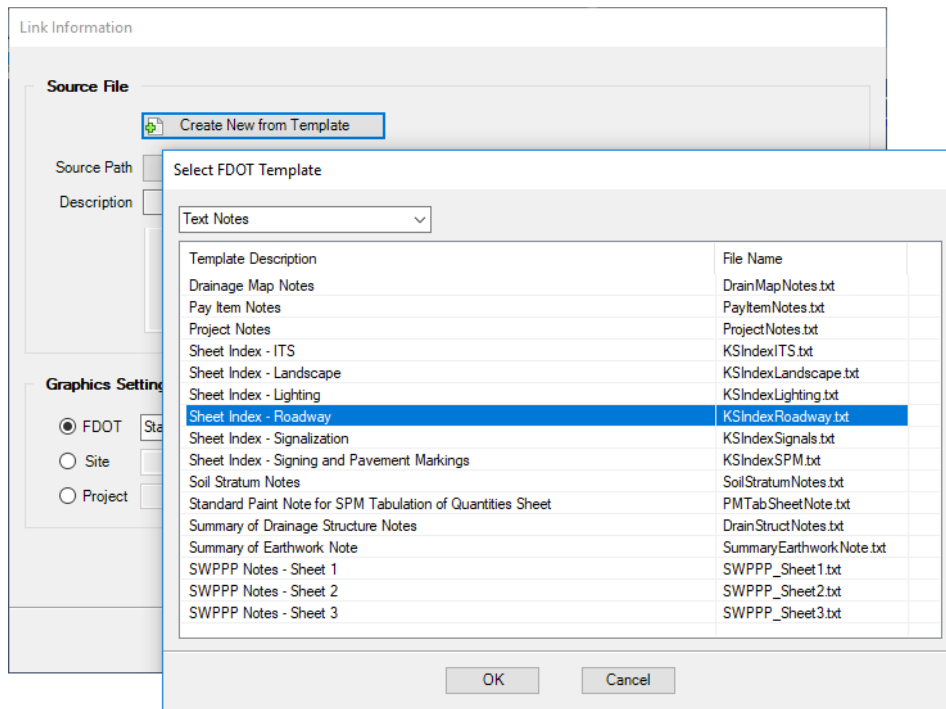 Link Information
Source File
Create New from Template
Source Path
Select FDOT Template
Description
Text Notes
Template Description File Name
Drainage Map Notes DrainMapNotes.txt
Pay Item Notes PayItemNotes.txt
Project Notes ProjectNotes.txt
Sheet Index - ITS KSIndexITS.txt
Sheet Index - Landscape KSIndexLandscape.txt
Sheet Index - Lighting KSIndexLighting.txt
Sheet Index - Roadway KSIndexRoadway.txt
Sheet Index - Signalization KSIndexSignals.txt
Sheet Index - Signing and Pavement Markings KSIndexSPM.txt
Soil Stratum Notes SoilStratumNotes.txt
Standard Paint Note for SPM Tabulation of Quantities Sheet PMTabSheetNote.txt
Summary of Drainage Structure Notes DrainStructNotes.txt
Summary of Earthwork Note SummaryEarthworkNote.txt
SWPPP Notes - Sheet 1 SWPPP_Sheet1.txt
SWPPP Notes - Sheet 2 SWPPP_Sheet2.txt
SWPPP Notes - Sheet 3 SWPPP_Sheet3.txt
Graphics Setting
FDOT Sta
Site
Project
OK Cancel